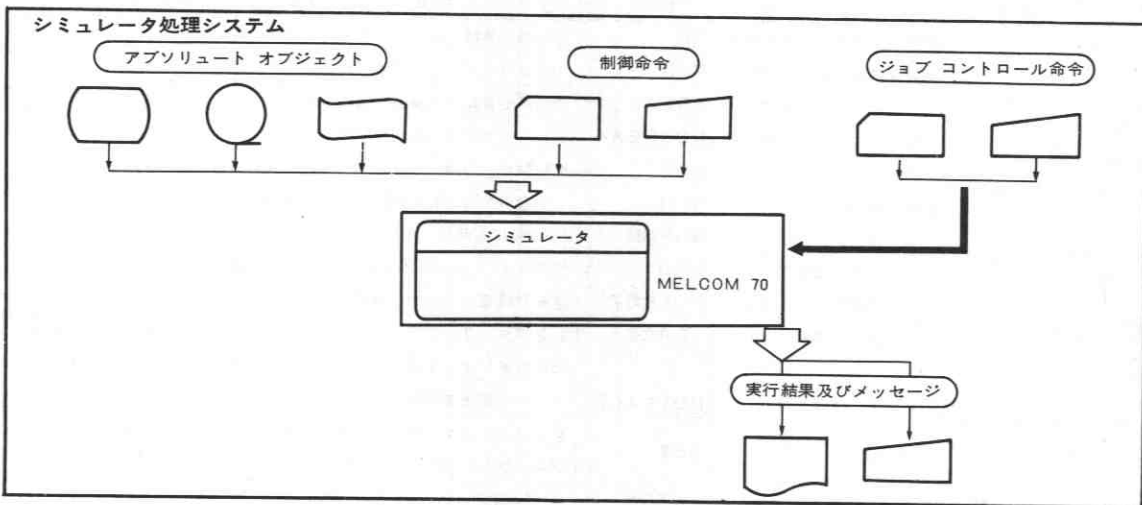 シミュレータ処理システム
アブソリュート オブジェクト
制御命令
ジョブ コントロール命令
シミュレータ
MELCOM 70
実行結果及びメッセージ